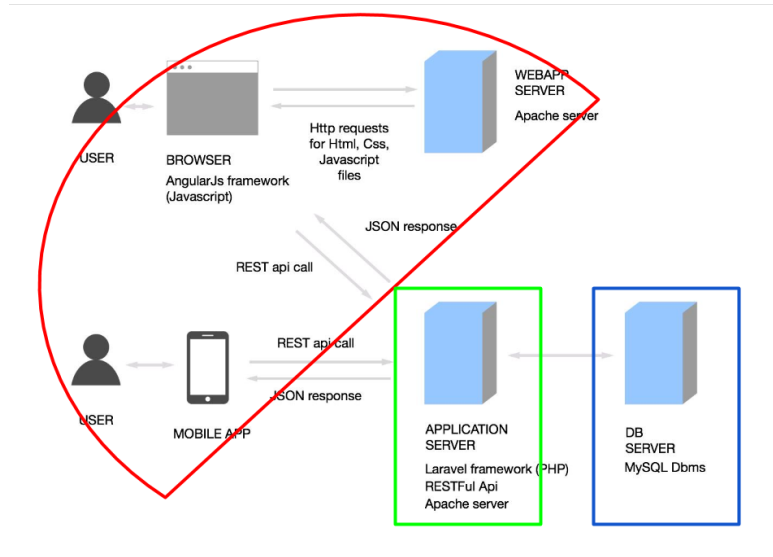 WEBAPP
SERVER
Apache server
Http requests
for Html, Css,
Javascript
files
USER
BROWSER
AngularJs framework
(Javascript)
JSON response
REST api call
REST api call
JSON response
USER
MOBILE APP
APPLICATION
SERVER
Laravel framework (PHP)
RESTFul Api
Apache server
DB
SERVER
MySQL Dbms